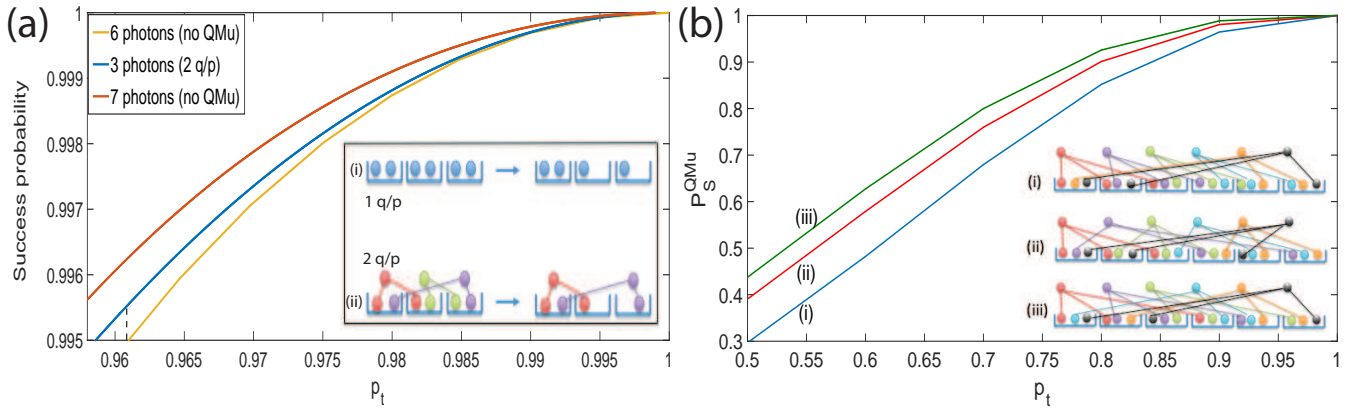 (a)
1
0.999
0.998
0.997
0.996
0.995
Success probability
6 photons (no QMu)
3 photons (2 q/p)
7 photons (no QMu)
(i)
1 q/p
2 q/p
(ii)
0.96
0.965
0.97
0.975
0.98
0.985
0.99
0.995
1
p_t
(b)
1
0.9
0.8
0.7
0.6
0.5
0.4
0.3
P_S^QMu
(iii)
(ii)
(i)
(i)
(ii)
(iii)
0.5
0.55
0.6
0.65
0.7
0.75
0.8
0.85
0.9
0.95
1
p_t